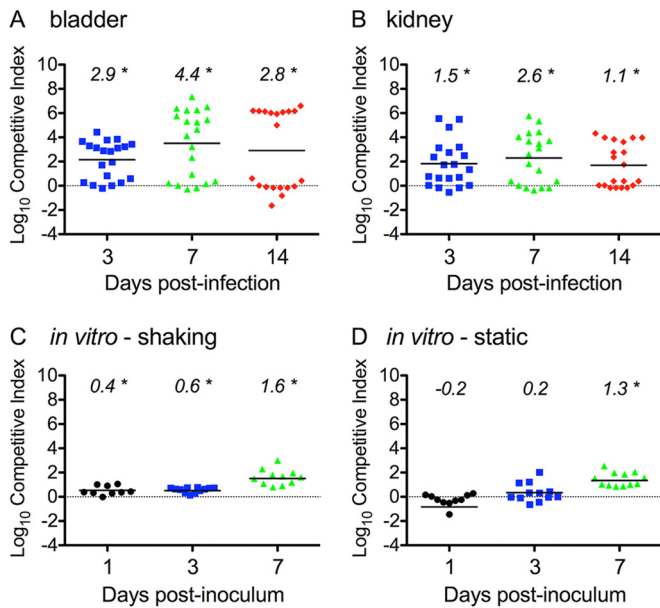 A bladder
Log10 Competitive Index
10
8
6
4
2
0
-2
-4
2.9 * 4.4 * 2.8 *
3 7 14
Days post-infection
B kidney
Log10 Competitive Index
10
8
6
4
2
0
-2
-4
1.5 * 2.6 * 1.1 *
3 7 14
Days post-infection
C in vitro - shaking
Log10 Competitive Index
10
8
6
4
2
0
-2
-4
0.4 * 0.6 * 1.6 *
1 3 7
Days post-inoculum
D in vitro - static
Log10 Competitive Index
10
8
6
4
2
0
-2
-4
-0.2 0.2 1.3 *
1 3 7
Days post-inoculum